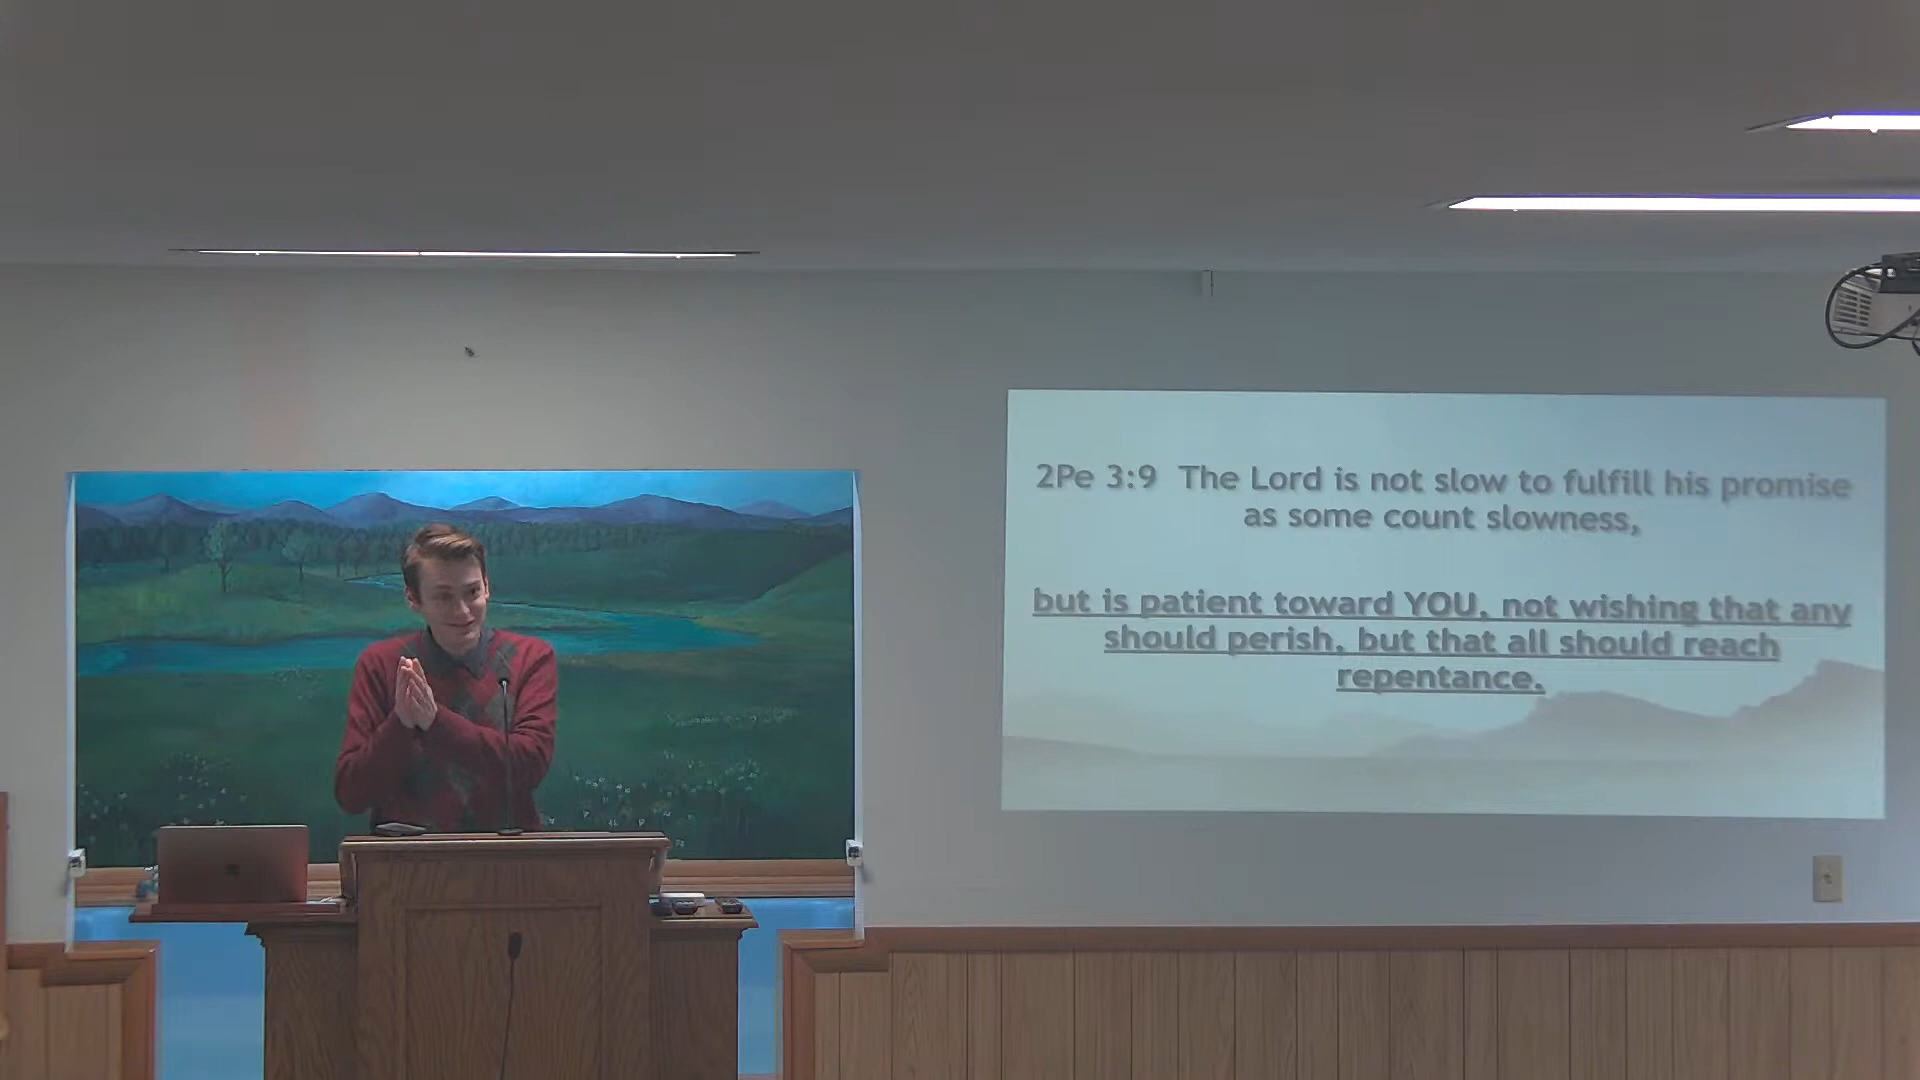 2Pe 3:9 The Lord is not slow to fulfill his promise
as some count slowness,
but is patient toward YOU, not wishing that any
should perish, but that all should reach
repentance.